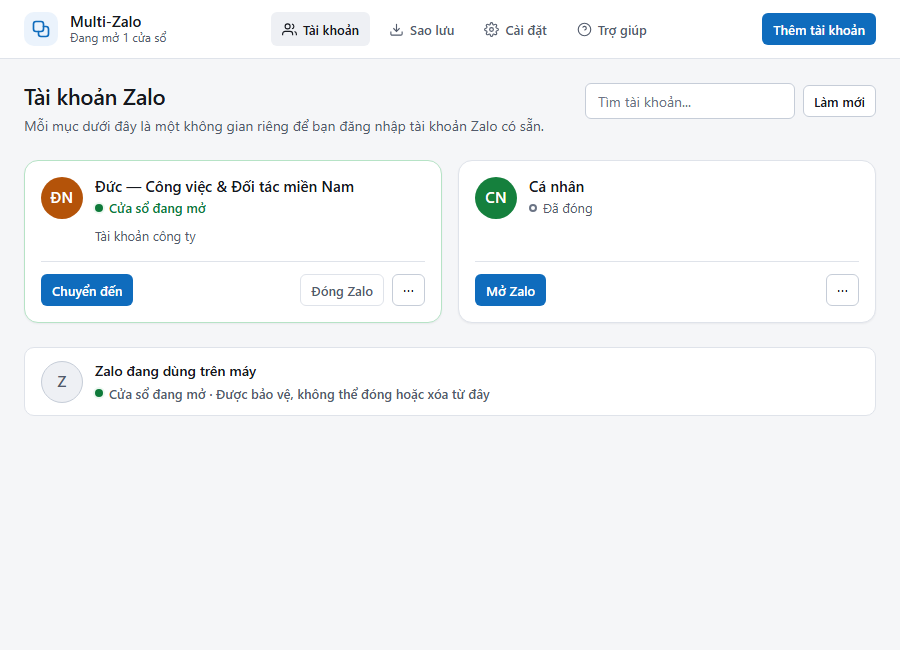 Multi-Zalo
Đang mở 1 cửa sổ
Tài khoản
Sao lưu
Cài đặt
Trợ giúp
Thêm tài khoản
Tài khoản Zalo
Mỗi mục dưới đây là một không gian riêng để bạn đăng nhập tài khoản Zalo có sẵn.
Tìm tài khoản...
Làm mới
ĐN
Đức — Công việc & Đối tác miền Nam
Cửa sổ đang mở
Tài khoản công ty
Chuyển đến
Đóng Zalo
...
CN
Cá nhân
Đã đóng
Mở Zalo
...
Z
Zalo đang dùng trên máy
Cửa sổ đang mở · Được bảo vệ, không thể đóng hoặc xóa từ đây